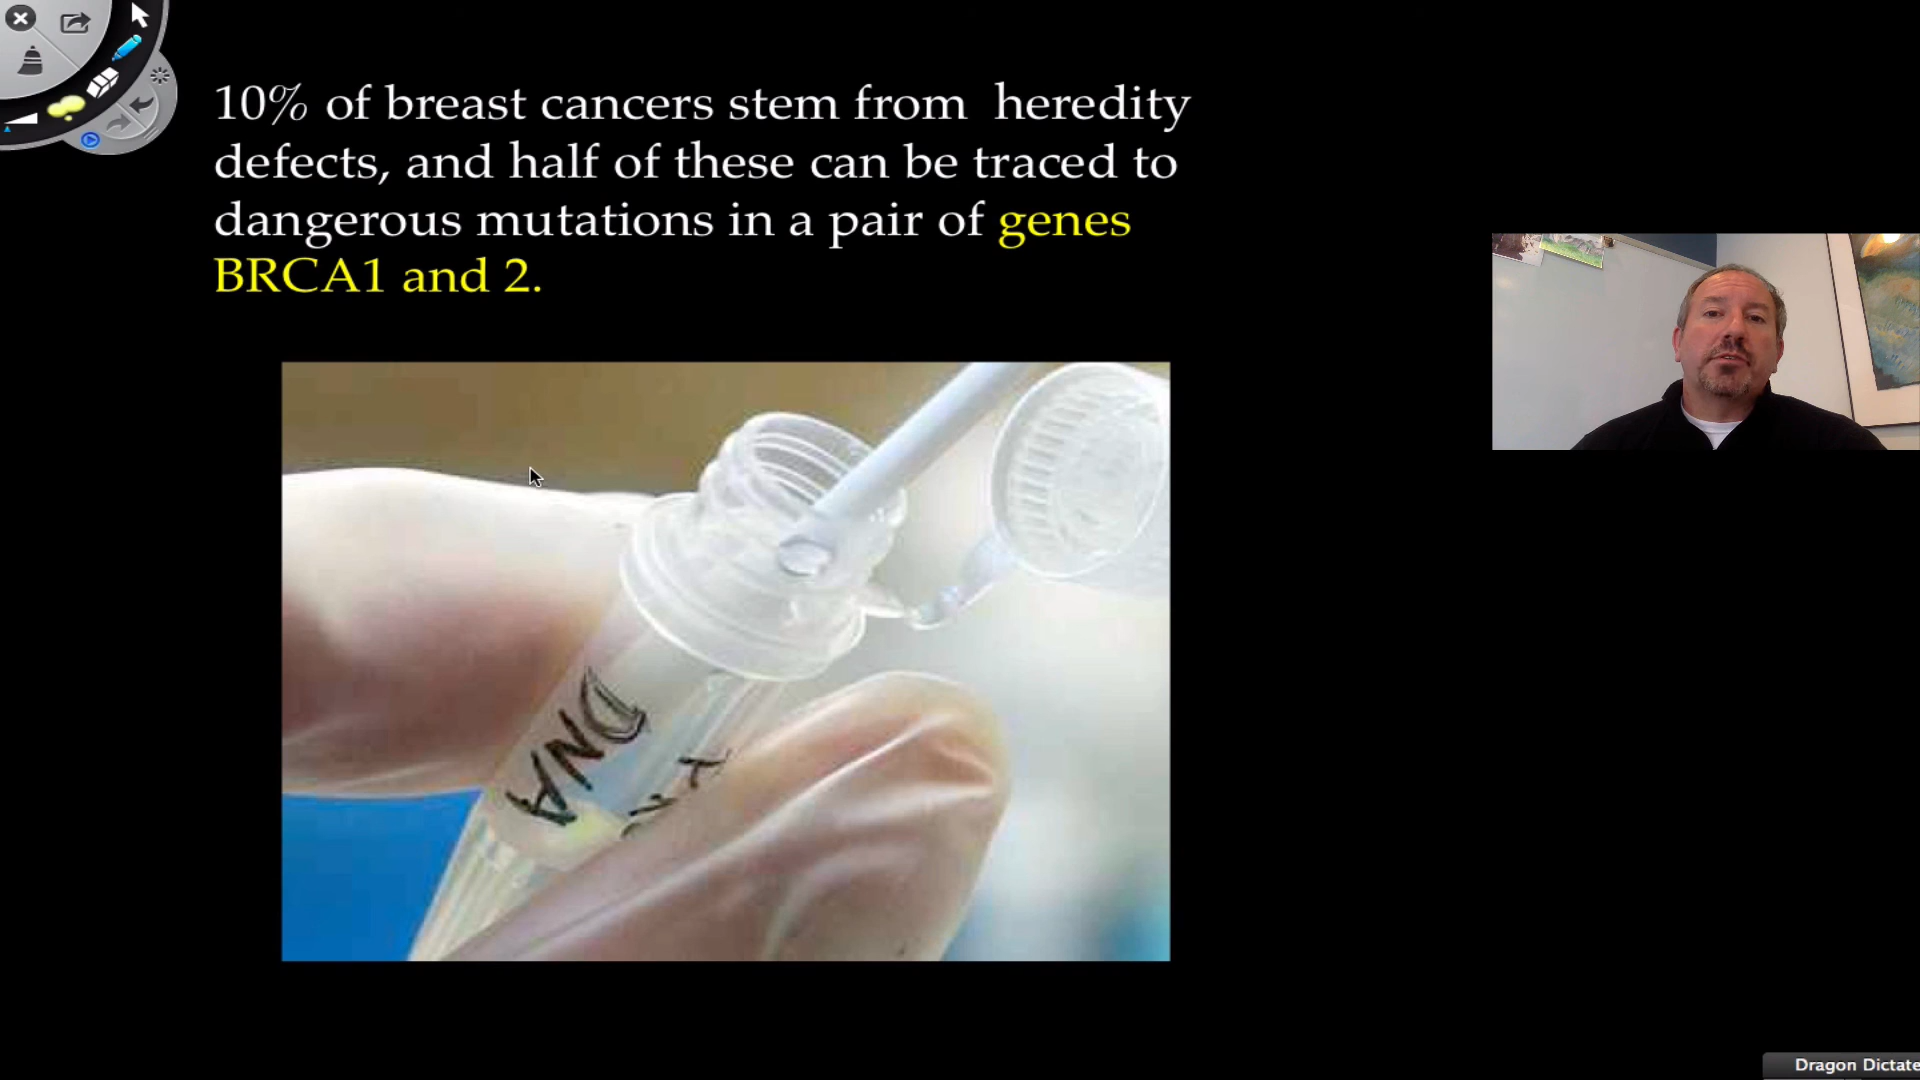 10% of breast cancers stem from heredity
defects, and half of these can be traced to
dangerous mutations in a pair of genes
BRCA1 and 2.
DNA
Dragon Dictate